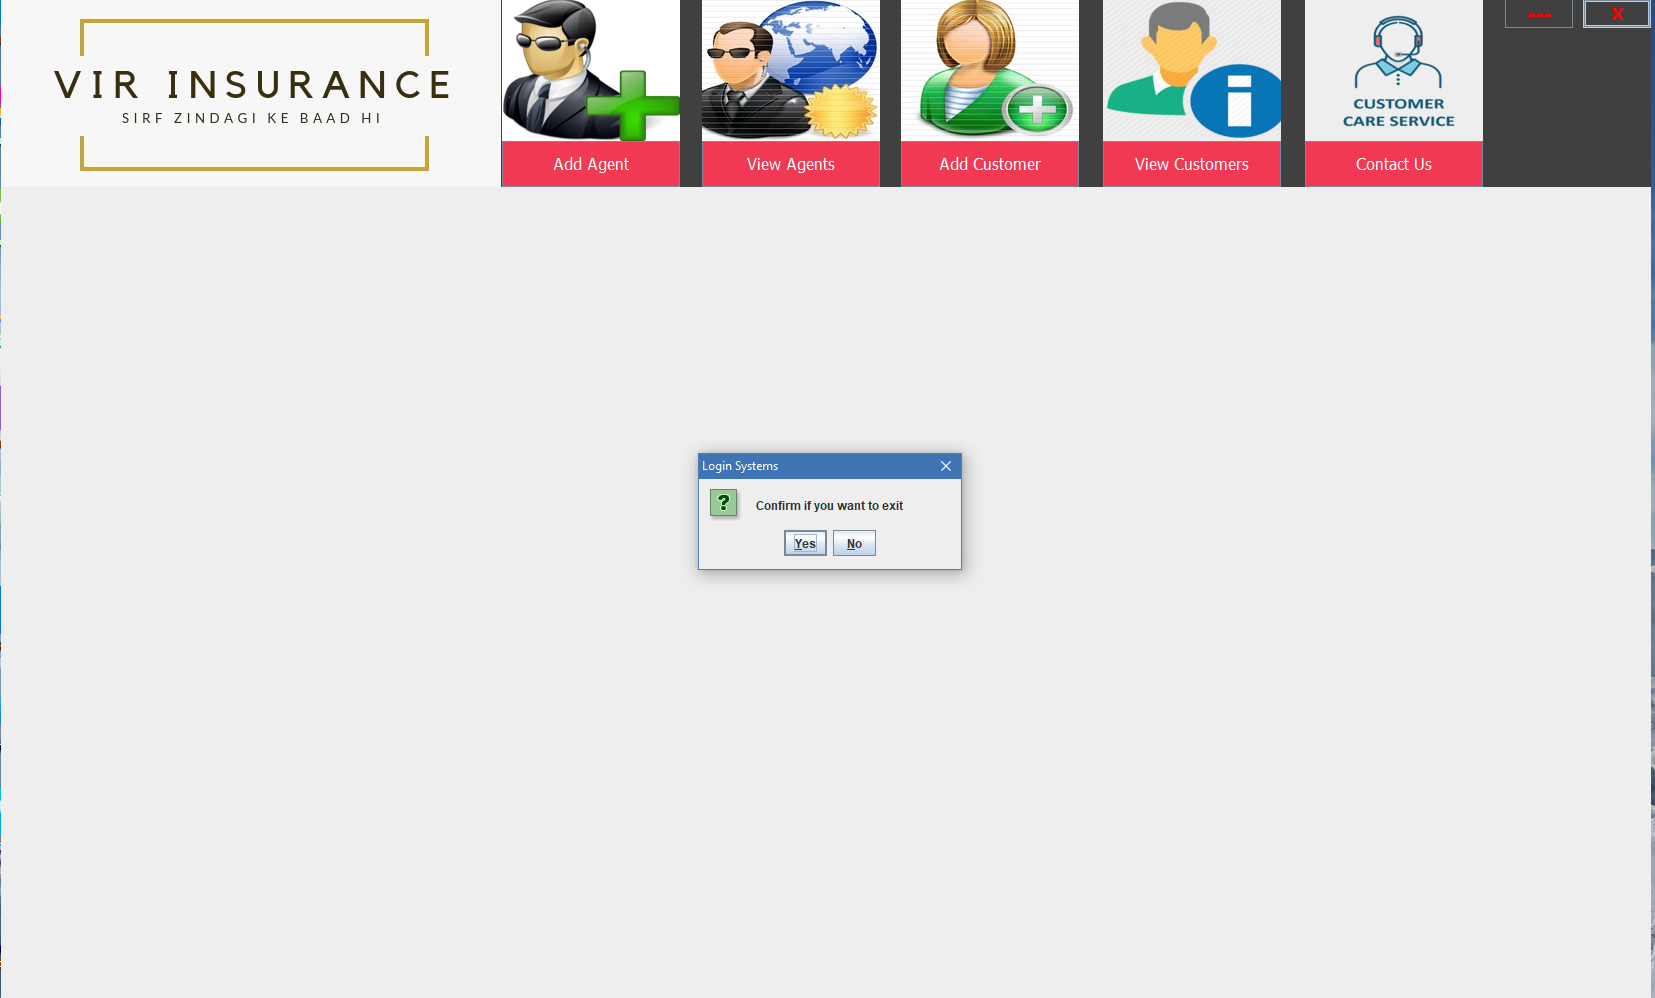 VIR INSURANCE
SIRF ZINDAGI KE BAAD HI
CUSTOMER
CARE SERVICE
--- X
Add Agent View Agents Add Customer View Customers Contact Us
Login Systems
? Confirm if you want to exit
Yes No